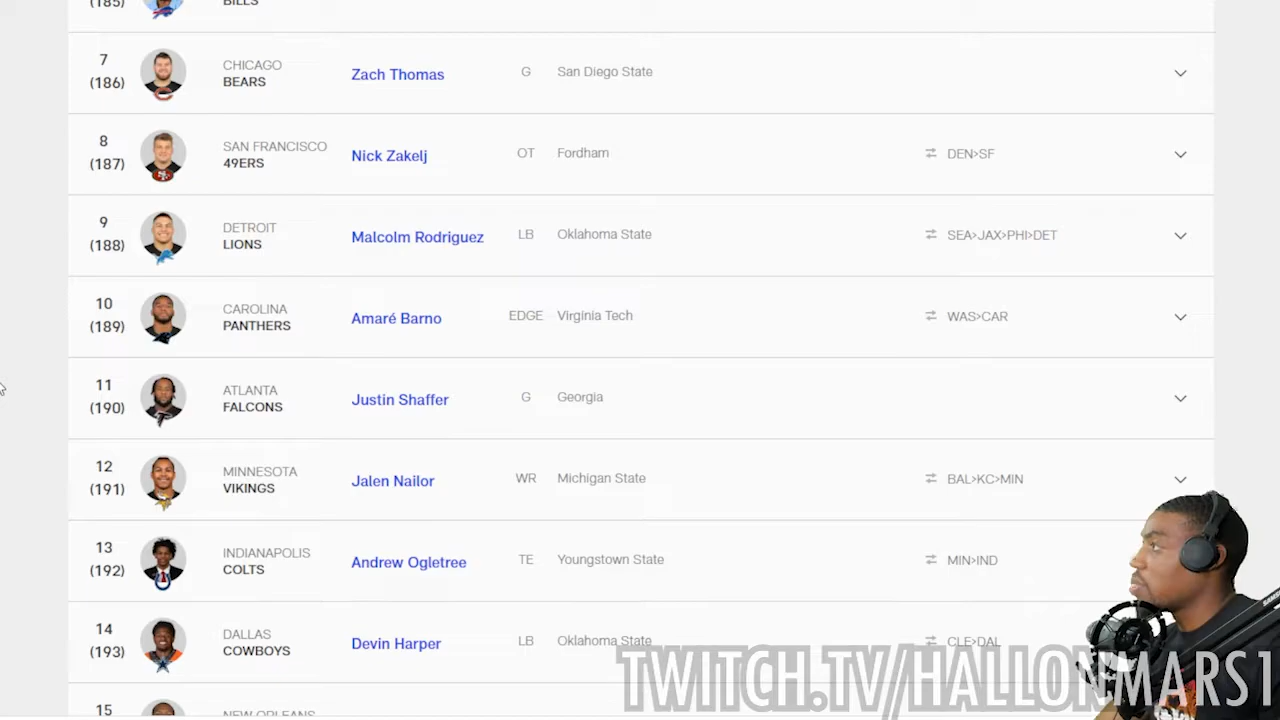 (185)
BILLS
7
(186)
CHICAGO
BEARS
Zach Thomas
G
San Diego State
8
(187)
SAN FRANCISCO
49ERS
Nick Zakelj
OT
Fordham
DEN>SF
9
(188)
DETROIT
LIONS
Malcolm Rodriguez
LB
Oklahoma State
SEA>JAX>PHI>DET
10
(189)
CAROLINA
PANTHERS
Amaré Barno
EDGE
Virginia Tech
WAS>CAR
11
(190)
ATLANTA
FALCONS
Justin Shaffer
G
Georgia
12
(191)
MINNESOTA
VIKINGS
Jalen Nailor
WR
Michigan State
BAL>KC>MIN
13
(192)
INDIANAPOLIS
COLTS
Andrew Ogletree
TE
Youngstown State
MIN>IND
14
(193)
DALLAS
COWBOYS
Devin Harper
LB
Oklahoma State
CLE>DAL
15
NEW ORLEANS
TWITCH.TV/HALLONMARS1